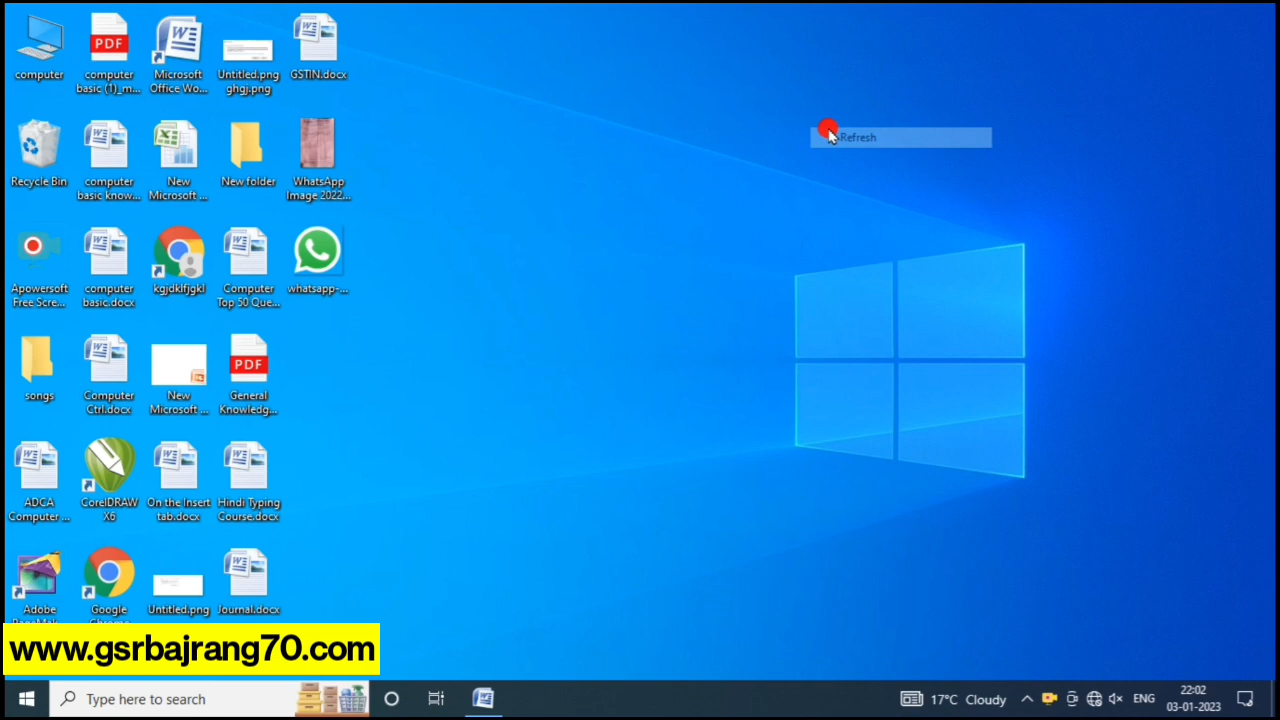 computer
computer
basic (1)_m...
Microsoft
Office Wo...
Untitled.png
ghgj.png
GSTIN.docx
Refresh
Recycle Bin
computer
basic know...
New
Microsoft ...
New folder
WhatsApp
Image 2022...
Apowersoft
Free Scre...
computer
basic.docx
kgjdklfjgkl
Computer
Top 50 Que...
whatsapp-...
songs
Computer
Ctrl.docx
New
Microsoft ...
PDF
General
Knowledg...
ADCA
Computer ...
CorelDRAW
X6
On the Insert
tab.docx
Hindi Typing
Course.docx
Adobe
Google
Untitled.png
Journal.docx
www.gsrbajrang70.com
Type here to search
17°C Cloudy
ENG
22:02
03-01-2023